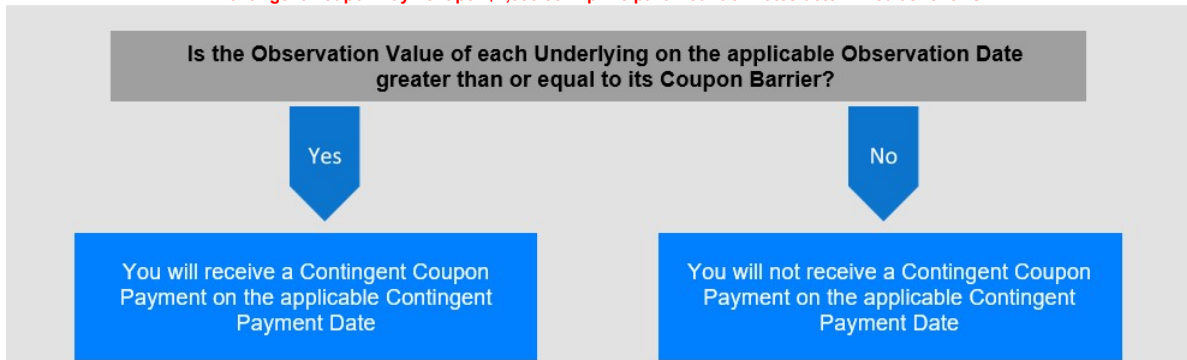 Is the Observation Value of each Underlying on the applicable Observation Date
greater than or equal to its Coupon Barrier?
Yes
No
You will receive a Contingent Coupon
Payment on the applicable Contingent
Payment Date
You will not receive a Contingent Coupon
Payment on the applicable Contingent
Payment Date